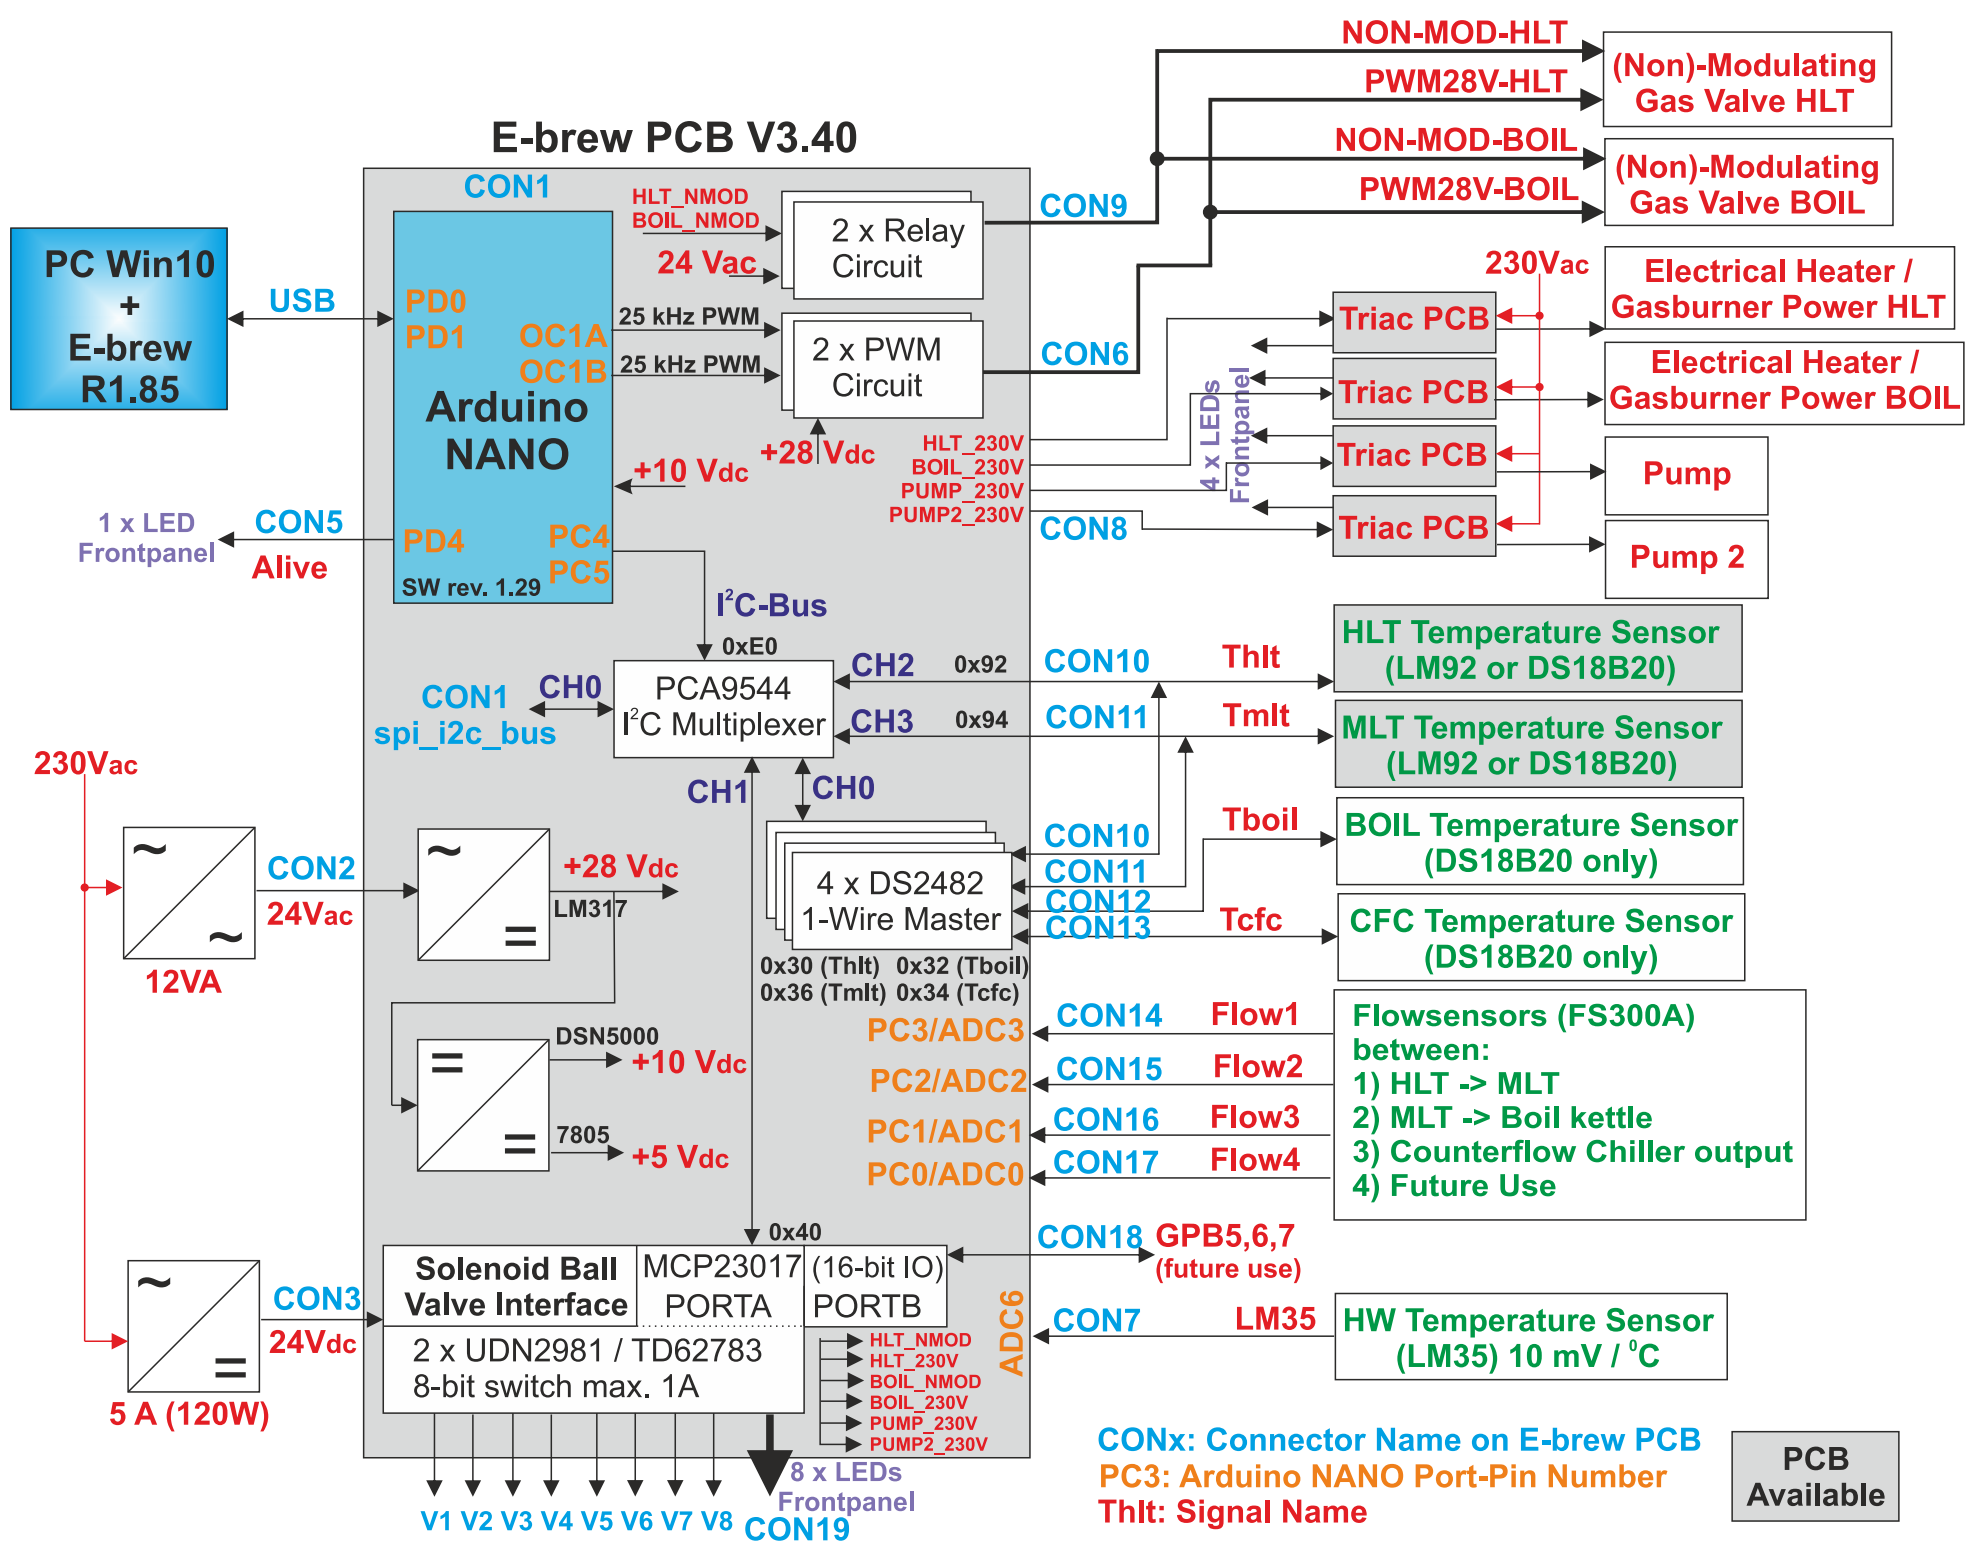 E-brew PCB V3.40
NON-MOD-HLT
PWM28V-HLT
(Non)-Modulating
Gas Valve HLT
NON-MOD-BOIL
PWM28V-BOIL
(Non)-Modulating
Gas Valve BOIL
CON1
HLT_NMOD
BOIL_NMOD
24 Vac
2 x Relay
Circuit
CON9
PC Win10
+
E-brew
R1.85
USB
PD0
PD1
OC1A
OC1B
25 kHz PWM
25 kHz PWM
2 x PWM
Circuit
CON6
+28 Vdc
Arduino
NANO
+10 Vdc
230Vac
Triac PCB
Triac PCB
Triac PCB
Triac PCB
4 x LEDs
Frontpanel
Electrical Heater /
Gasburner Power HLT
Electrical Heater /
Gasburner Power BOIL
Pump
Pump 2
HLT_230V
BOIL_230V
PUMP_230V
PUMP2_230V
CON8
1 x LED
Frontpanel
CON5
Alive
PD4
PC4
PC5
SW rev. 1.29
I²C-Bus
0xE0
PCA9544
I²C Multiplexer
CON1
spi_i2c_bus
CH0
CH2
0x92
CON10
Thlt
HLT Temperature Sensor
(LM92 or DS18B20)
CH3
0x94
CON11
Tmlt
MLT Temperature Sensor
(LM92 or DS18B20)
CH1
CH0
230Vac
12VA
CON2
24Vac
+28 Vdc
LM317
4 x DS2482
1-Wire Master
CON10
CON11
CON12
CON13
Tboil
BOIL Temperature Sensor
(DS18B20 only)
Tcfc
CFC Temperature Sensor
(DS18B20 only)
0x30 (Thlt) 0x32 (Tboil)
0x36 (Tmlt) 0x34 (Tcfc)
DSN5000
+10 Vdc
7805
+5 Vdc
PC3/ADC3
CON14
Flow1
PC2/ADC2
CON15
Flow2
PC1/ADC1
CON16
Flow3
PC0/ADC0
CON17
Flow4
Flowsensors (FS300A)
between:
1) HLT -> MLT
2) MLT -> Boil kettle
3) Counterflow Chiller output
4) Future Use
0x40
CON18
GPB5,6,7
(future use)
5 A (120W)
CON3
24Vdc
Solenoid Ball
Valve Interface
MCP23017
PORTA
(16-bit IO)
PORTB
2 x UDN2981 / TD62783
8-bit switch max. 1A
HLT_NMOD
HLT_230V
BOIL_NMOD
BOIL_230V
PUMP_230V
PUMP2_230V
ADC6
CON7
LM35
HW Temperature Sensor
(LM35) 10 mV / ⁰C
V1 V2 V3 V4 V5 V6 V7 V8
8 x LEDs
Frontpanel
CON19
CONx: Connector Name on E-brew PCB
PC3: Arduino NANO Port-Pin Number
Thlt: Signal Name
PCB
Available